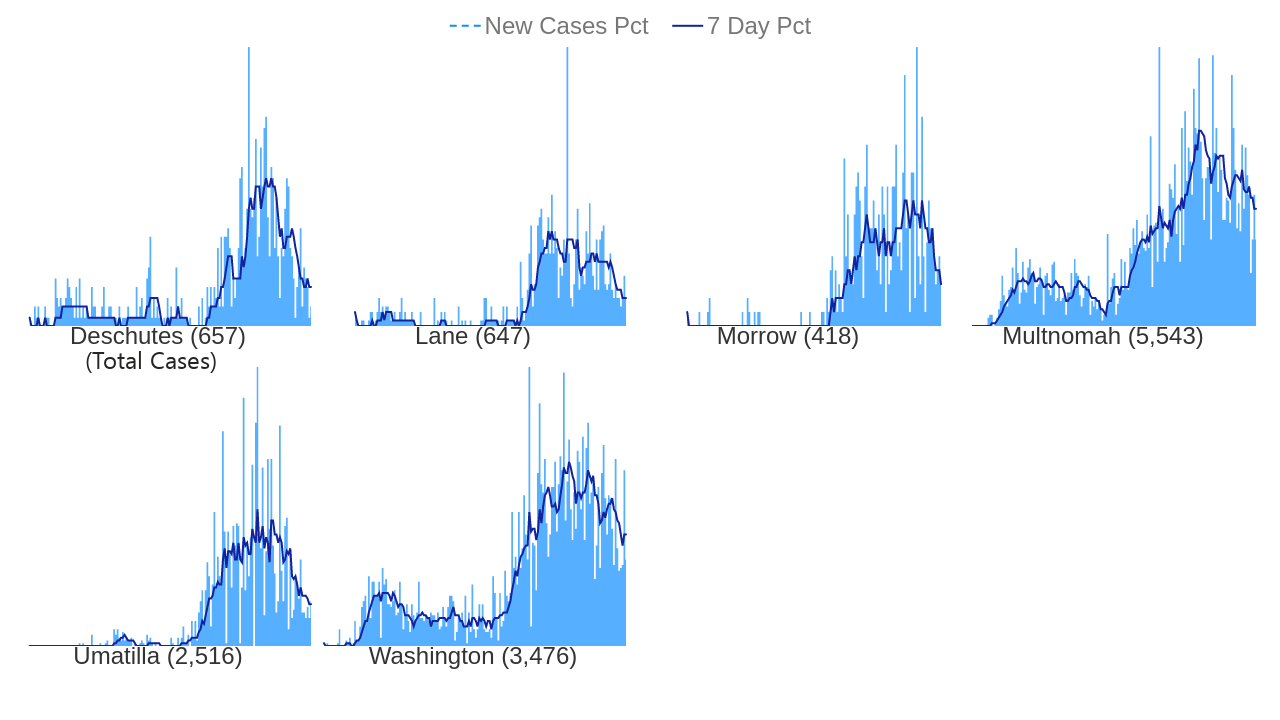 New Cases Pct 7 Day Pct
Deschutes (657)
(Total Cases)
Lane (647)
Morrow (418)
Multnomah (5,543)
Umatilla (2,516)
Washington (3,476)